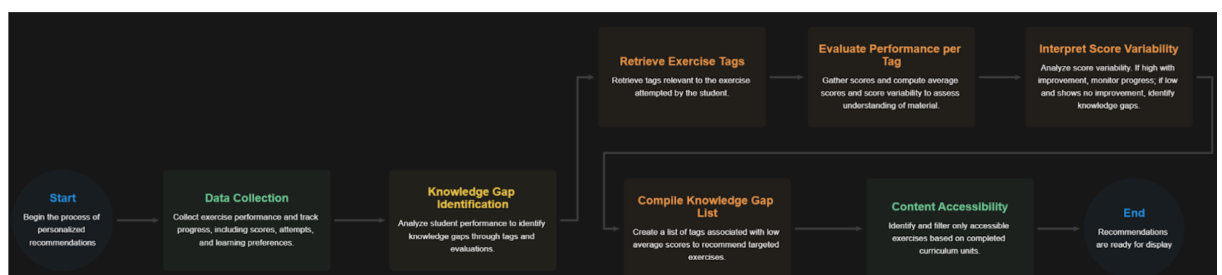 Retrieve Exercise Tags
Retrieve tags relevant to the exercise
attempted by the student.
Evaluate Performance per
Tag
Gather scores and compute average
scores and score variability to assess
understanding of material.
Interpret Score Variability
Analyze score variability. If high with
improvement, monitor progress; if low
and shows no improvement, identify
knowledge gaps.
Start
Begin the process of
personalized
recommendations
Data Collection
Collect exercise performance and track
progress, including scores, attempts,
and learning preferences.
Knowledge Gap
Identification
Analyze student performance to identify
knowledge gaps through tags and
evaluations.
Compile Knowledge Gap
List
Create a list of tags associated with low
average scores to recommend targeted
exercises.
Content Accessibility
Identify and filter only accessible
exercises based on completed
curriculum units.
End
Recommendations
are ready for display